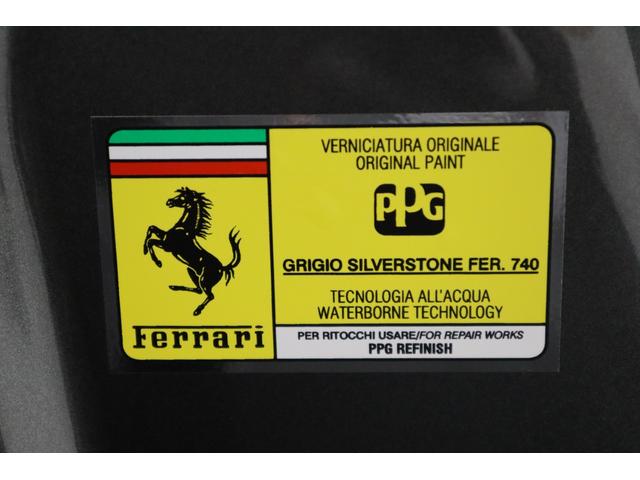 Ferrari
VERNICIATURA ORIGINALE
ORIGINAL PAINT
PPG
GRIGIO SILVERSTONE FER. 740
TECNOLOGIA ALL'ACQUA
WATERBORNE TECHNOLOGY
PER RITOCCHI USARE/FOR REPAIR WORKS
PPG REFINISH